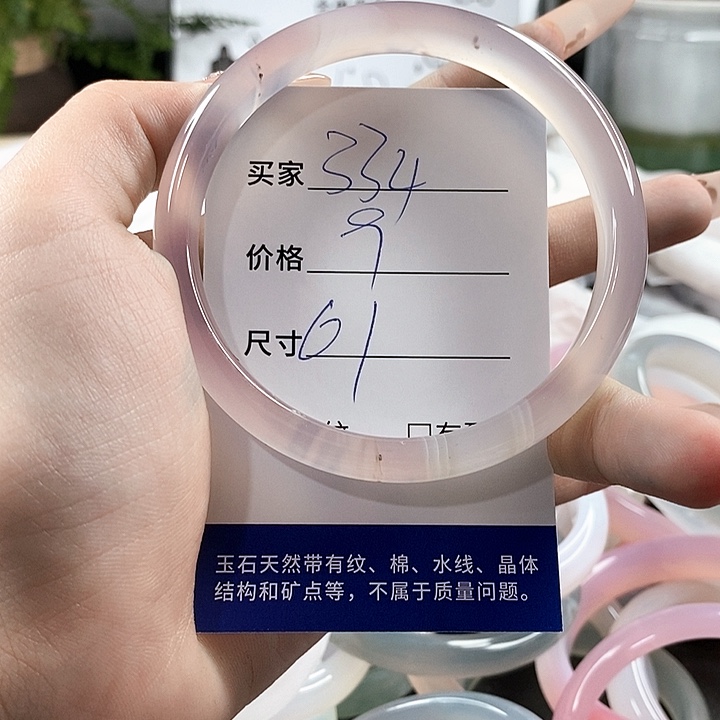 买家 334
价格 9
尺寸 61
玉石天然带有纹、棉、水线、晶体
结构和矿点等，不属于质量问题。